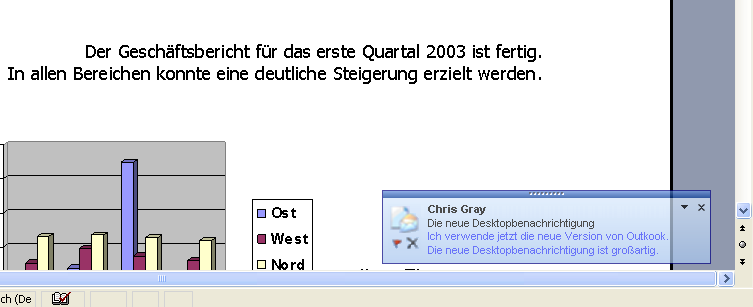 Der Geschäftsbericht für das erste Quartal 2003 ist fertig.
In allen Bereichen konnte eine deutliche Steigerung erzielt werden.
Ost
West
Nord
Chris Gray
Die neue Desktopbenachrichtigung
Ich verwende jetzt die neue Version von Outkook.
Die neue Desktopbenachrichtigung ist großartig.
ch (De